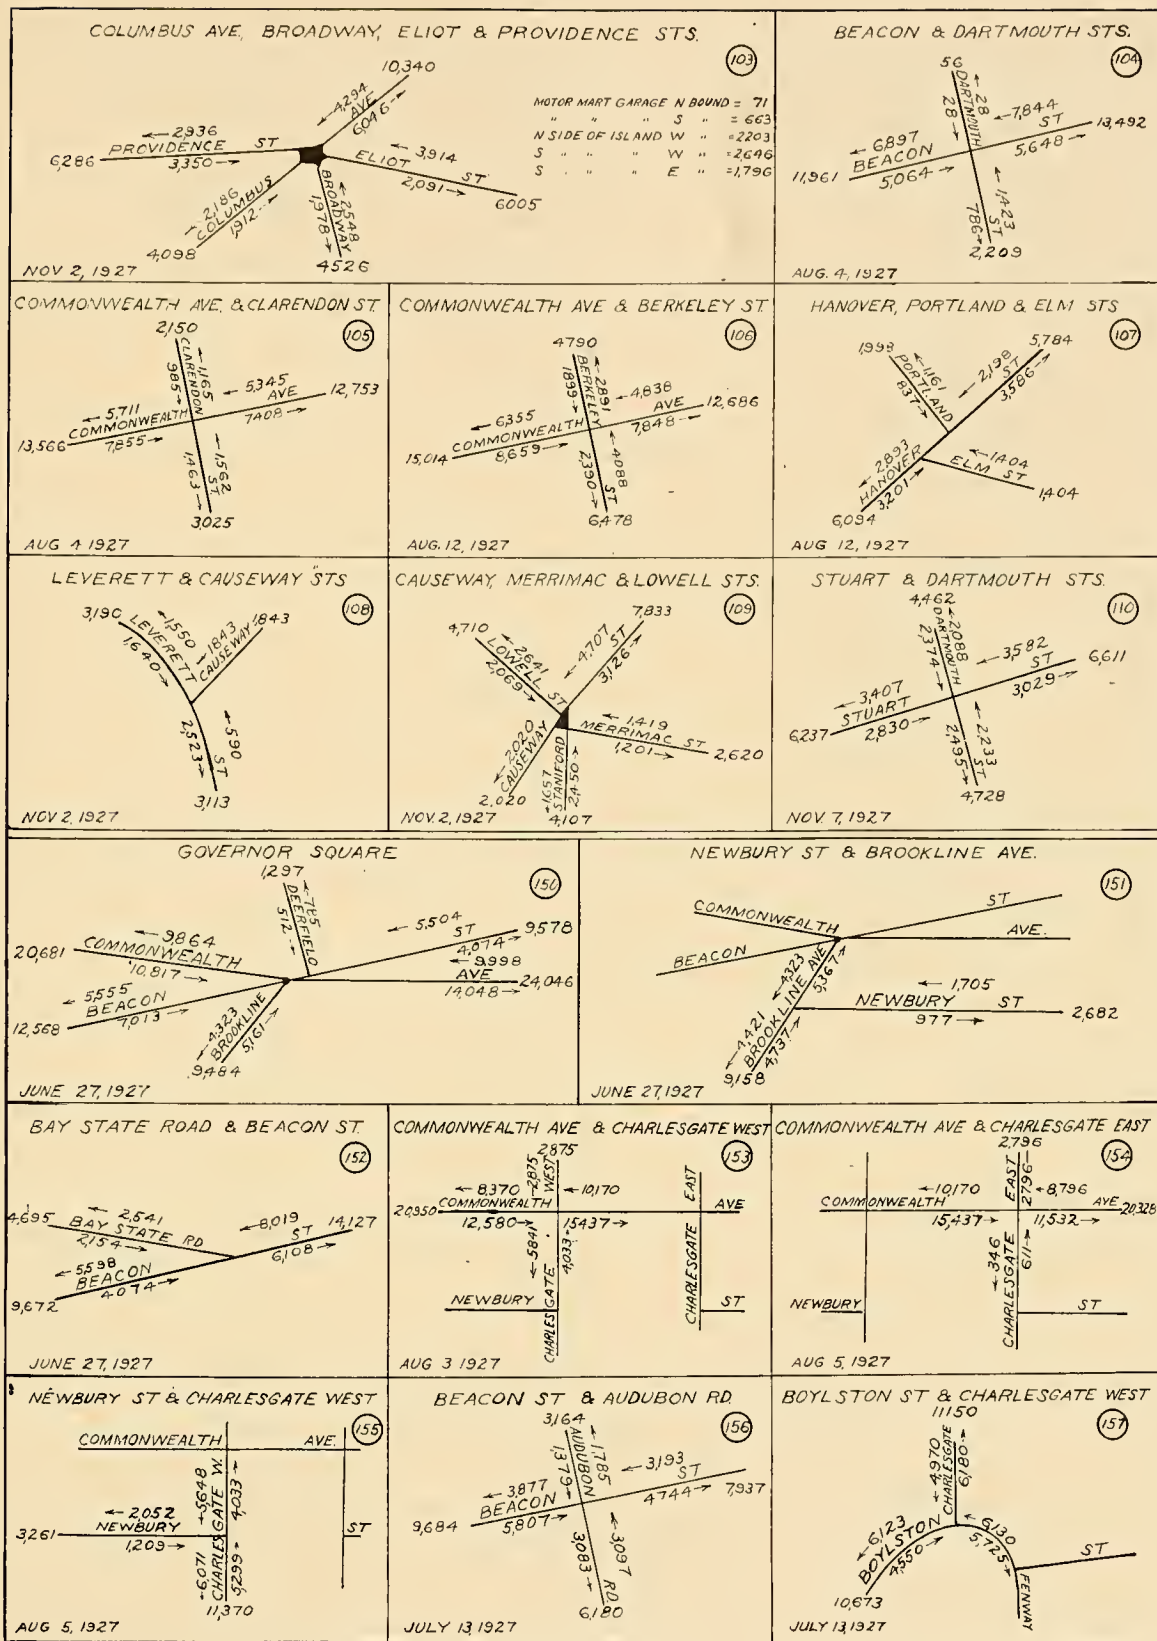 COLUMBUS AVE, BROADWAY, ELIOT & PROVIDENCE STS.
103
10,340
←4,294
AVE
6,046→
MOTOR MART GARAGE N BOUND = 71
" " " S " = 663
N SIDE OF ISLAND W " = 2203
S " " " W " = 2,646
S " " " E " = 1,796
←2,936
PROVIDENCE ST
3,350→
6,286
←3,914
ELIOT ST
2,091→
6005
←2,186
COLUMBUS
1,912→
4,098
←2,548
BROADWAY
1,978→
4526
NOV 2, 1927
BEACON & DARTMOUTH STS.
104
56
←28
DARTMOUTH
28→
←7,844
ST
5,648→
13,492
←6,897
BEACON
5,064→
11,961
←1,423
ST
786→
2,209
AUG. 4, 1927
COMMONWEALTH AVE, & CLARENDON ST.
105
2,150
←1,165
CLARENDON
985→
←5,345
AVE
7408→
12,753
←5,711
COMMONWEALTH
7,855→
13,566
←1,562
ST
1,463→
3,025
AUG 4 1927
COMMONWEALTH AVE & BERKELEY ST.
106
4790
←2,891
BERKELEY
1899→
←4,838
AVE
7,848→
12,686
←6,355
COMMONWEALTH
8,659→
15,014
←4,088
ST
2,390→
6,478
AUG. 12, 1927
HANOVER, PORTLAND & ELM STS
107
1,998
←1,161
PORTLAND
837→
5,784
←2,198
ST
3,586→
←2,893
HANOVER
3,201→
6,094
←1,404
ELM ST
1,404
AUG 12, 1927
LEVERETT & CAUSEWAY STS
108
3,190
←1,550
LEVERETT
1,640→
1843
←1843
CAUSEWAY
←590
ST
2,523→
3,113
NOV 2, 1927
CAUSEWAY, MERRIMAC & LOWELL STS.
109
4,710
←2,641
LOWELL ST
2,069→
7,833
←4,707
ST
3,126→
←1,419
MERRIMAC ST
1,201→
2,620
←2,020
CAUSEWAY
2,020
←1,657
STANIFORD
2,450→
4,107
NOV. 2, 1927
STUART & DARTMOUTH STS.
110
4,462
←2,088
DARTMOUTH
2,374→
←3,582
ST
3,029→
6,611
←3,407
STUART
2,830→
6,237
←2,233
ST
2,495→
4,728
NOV. 7, 1927
GOVERNOR SQUARE
150
1,297
←785
DEERFIELD
512→
←5,504
ST
4,074→
9,578
←9,864
COMMONWEALTH
10,817→
20,681
←9,998
AVE
14,048→
24,046
←5,555
BEACON
7,013→
12,568
←4,323
BROOKLINE
5,161→
9,484
JUNE 27, 1927
NEWBURY ST & BROOKLINE AVE.
151
COMMONWEALTH
ST
AVE.
BEACON
←4,323
5,367→
←4,421
BROOKLINE AVE
4,737→
9,158
←1,705
NEWBURY ST
977→
2,682
JUNE 27, 1927
BAY STATE ROAD & BEACON ST.
152
4,695
←2,541
BAY STATE RD
2,154→
←8,019
ST
6,108→
14,127
←5,598
BEACON
4,074→
9,672
JUNE 27, 1927
COMMONWEALTH AVE & CHARLESGATE WEST
153
2,875
←2,875
WEST
←8,370
COMMONWEALTH
12,580→
20,950
←10,170
15437→
AVE
CHARLESGATE EAST
←5841
CHARLESGATE
4,033→
NEWBURY
ST
AUG 3 1927
COMMONWEALTH AVE & CHARLESGATE EAST
154
2,796
EAST
2796→
←10,170
COMMONWEALTH
15,437→
←8,796
AVE
11,532→
20,328
←346
CHARLESGATE
611→
NEWBURY
ST
AUG 5, 1927
NEWBURY ST & CHARLESGATE WEST
155
COMMONWEALTH AVE.
←5,648
4,033→
←2,052
NEWBURY
1,209→
3,261
ST
←6,071
CHARLESGATE W.
5,299→
11,370
AUG 5, 1927
BEACON ST & AUDUBON RD.
156
3,164
←1,785
AUDUBON
1,379→
←3,193
ST
4744→
7,937
←3,877
BEACON
5,807→
9,684
←3,097
RD.
3,083→
6,180
JULY 13, 1927
BOYLSTON ST & CHARLESGATE WEST
157
11150
←4,970
CHARLESGATE
6,180→
←6,123
BOYLSTON
4,550→
10,673
←6,130
5,725→
ST
FENWAY
JULY 13, 1927